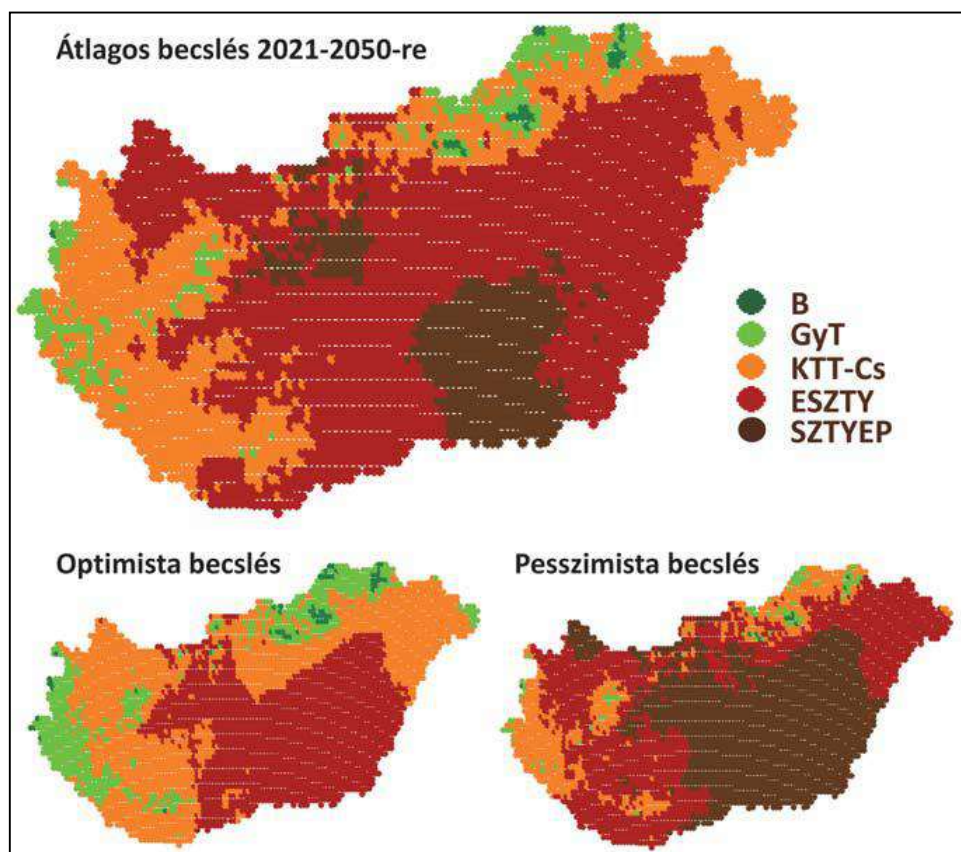 Átlagos becslés 2021-2050-re
B
GyT
KTT-Cs
ESZTY
SZTYEP
Optimista becslés
Pesszimista becslés